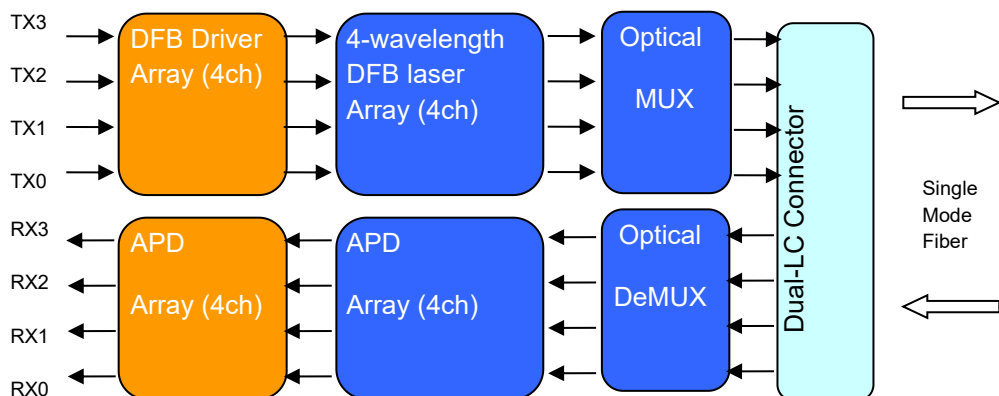 TX3
TX2
TX1
TX0
DFB Driver
Array (4ch)
4-wavelength
DFB laser
Array (4ch)
Optical
MUX
RX3
RX2
RX1
RX0
APD
Array (4ch)
APD
Array (4ch)
Optical
DeMUX
Dual-LC Connector
Single
Mode
Fiber